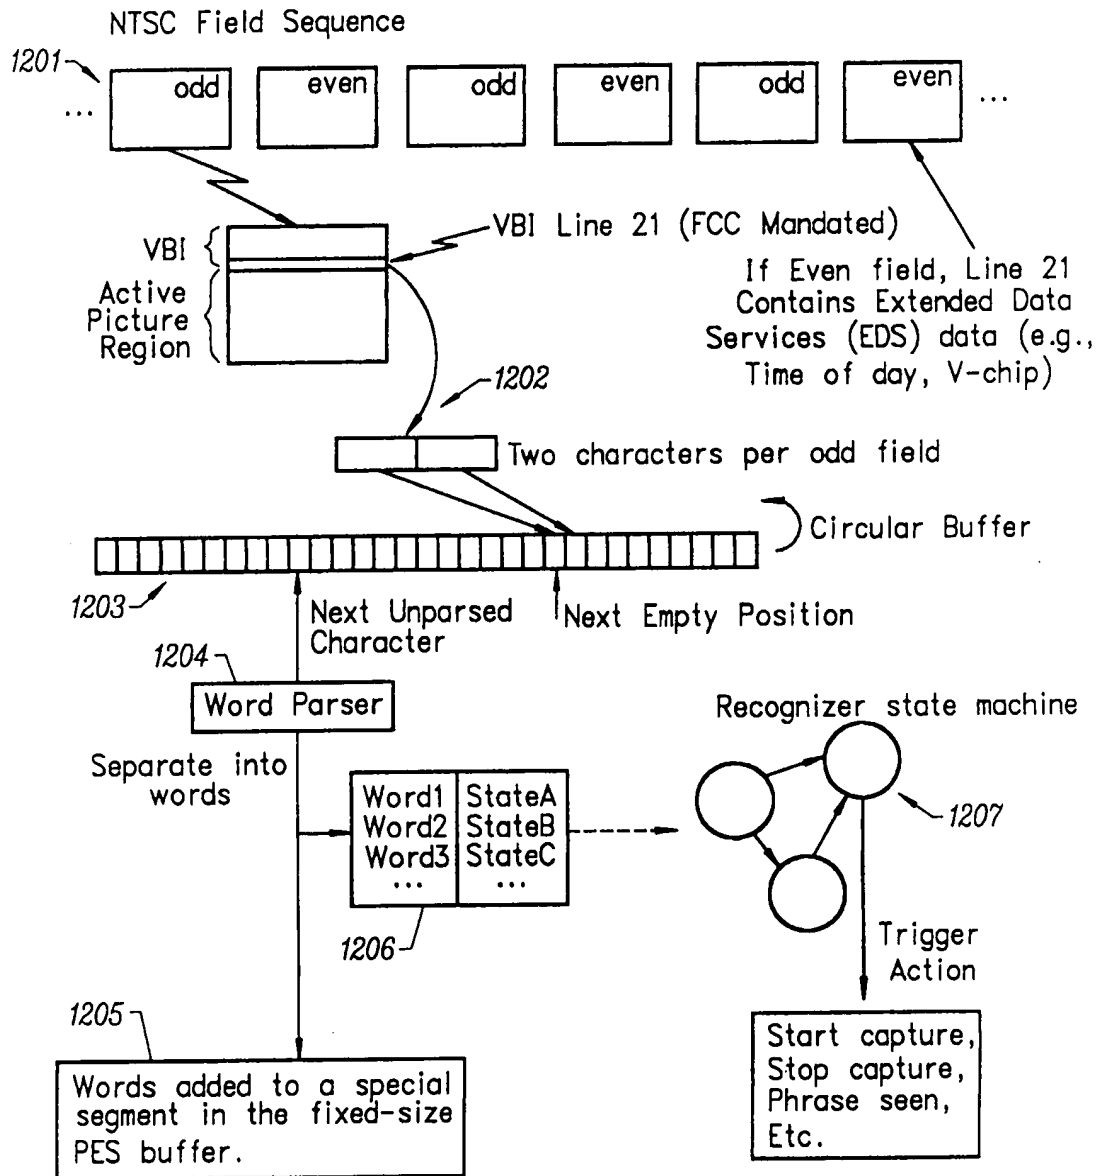 NTSC Field Sequence
1201
... odd even odd even odd even ...
VBI
VBI Line 21 (FCC Mandated)
Active
Picture
Region
If Even field, Line 21
Contains Extended Data
Services (EDS) data (e.g.,
Time of day, V-chip)
1202
Two characters per odd field
Circular Buffer
1203
Next Unparsed
Character
Next Empty Position
1204
Word Parser
Separate into
words
Word1 StateA
Word2 StateB
Word3 StateC
... ...
1206
Recognizer state machine
1207
Trigger
Action
1205
Words added to a special
segment in the fixed-size
PES buffer.
Start capture,
Stop capture,
Phrase seen,
Etc.